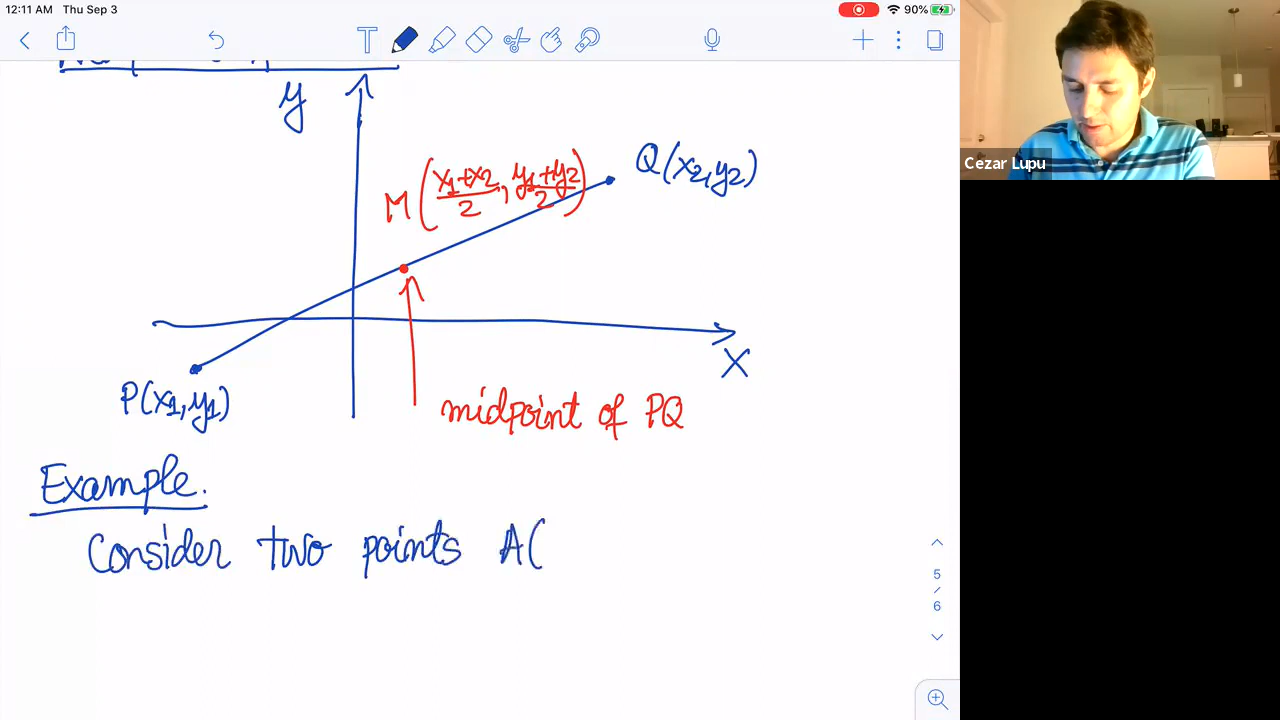 12:11 AM Thu Sep 3
90%
T
y
Q(x2,y2)
M(x1+x2/2, y1+y2/2)
Cezar Lupu
X
P(x1,y1)
midpoint of PQ
Example.
Consider two points A(
5
/
6